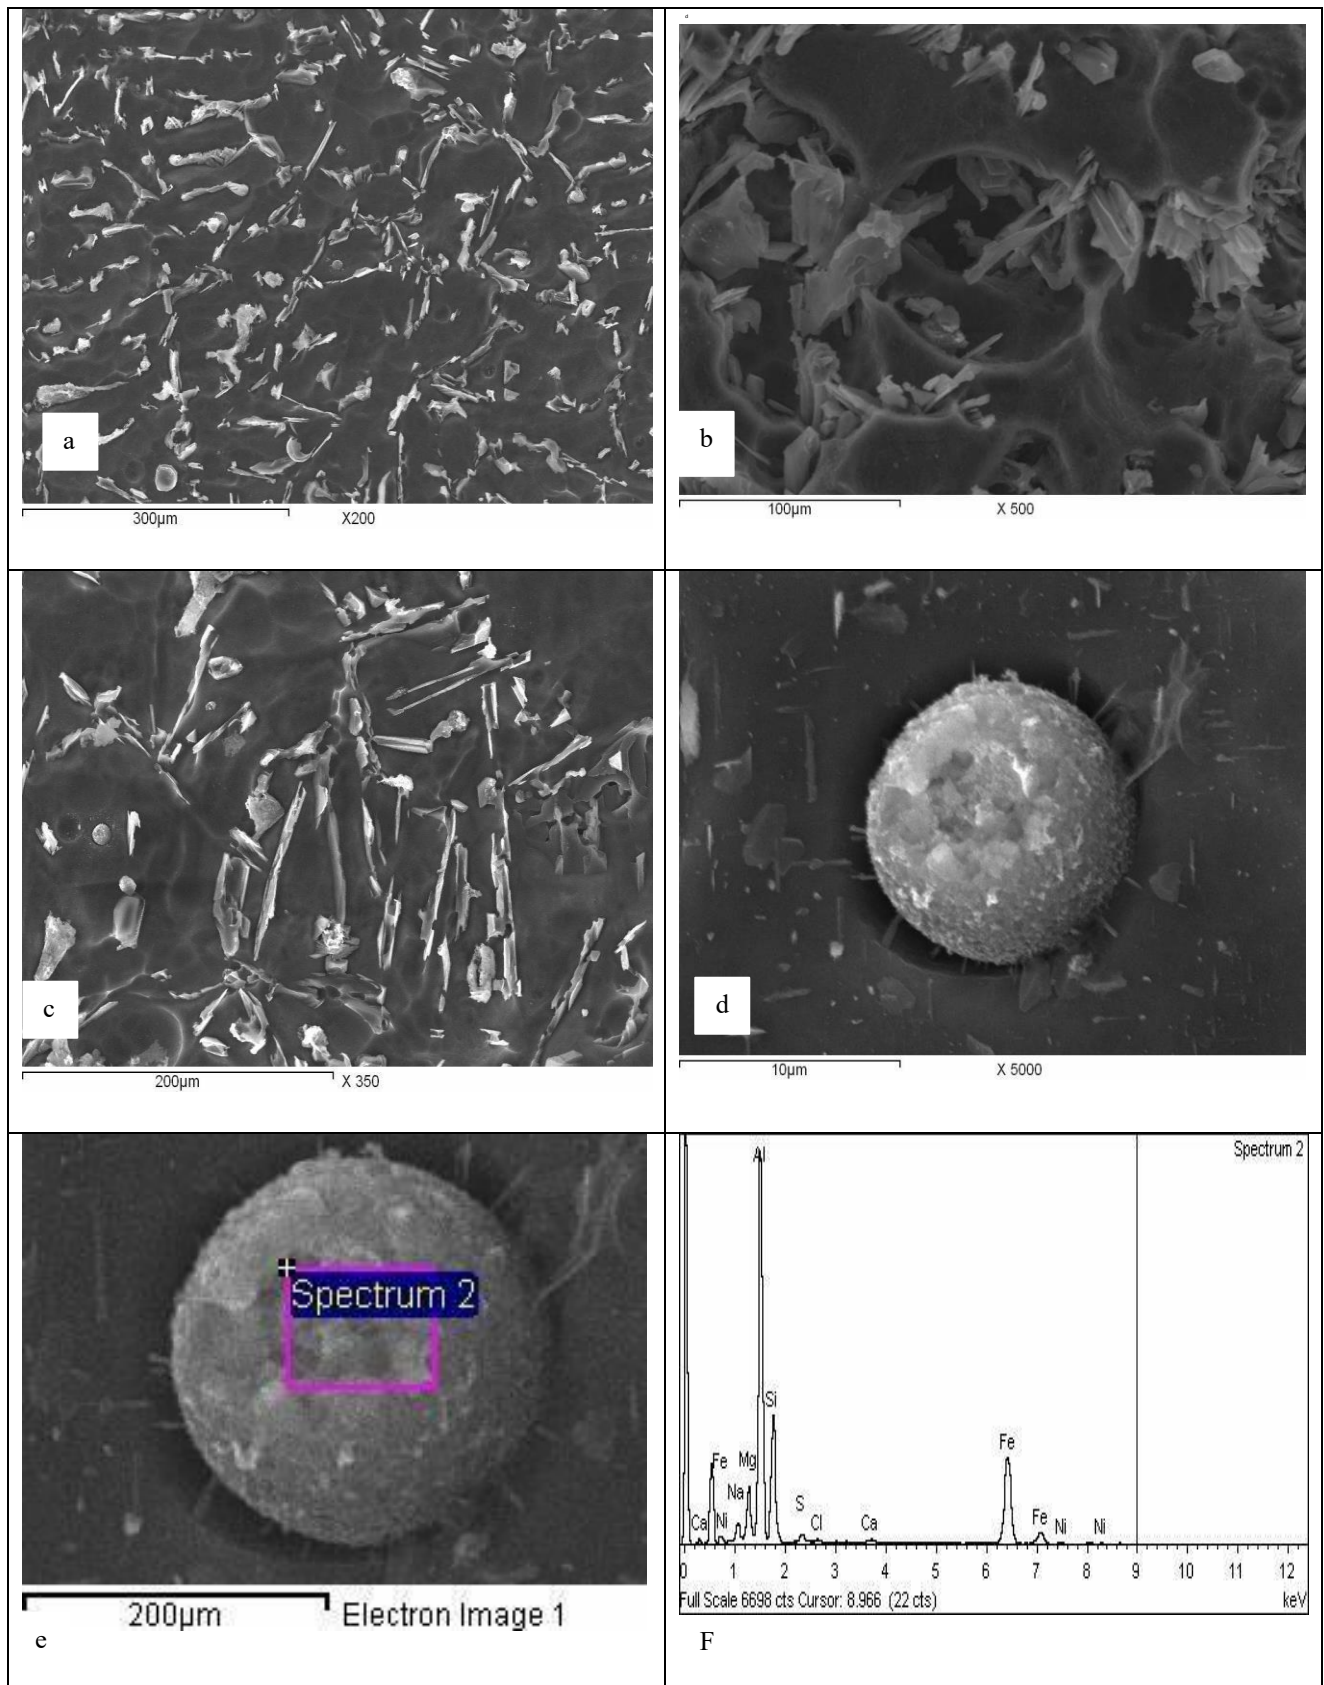 a
300µm X200
b
100µm X 500
c
200µm X 350
d
10µm X 5000
Spectrum 2
200µm Electron Image 1
e
Spectrum 2
Al
Si
Fe
Fe Mg
Na
S
Ca Ni Cl Ca Fe Ni Ni
0 1 2 3 4 5 6 7 8 9 10 11 12
Full Scale 6698 cts Cursor: 8.966 (22 cts) keV
F